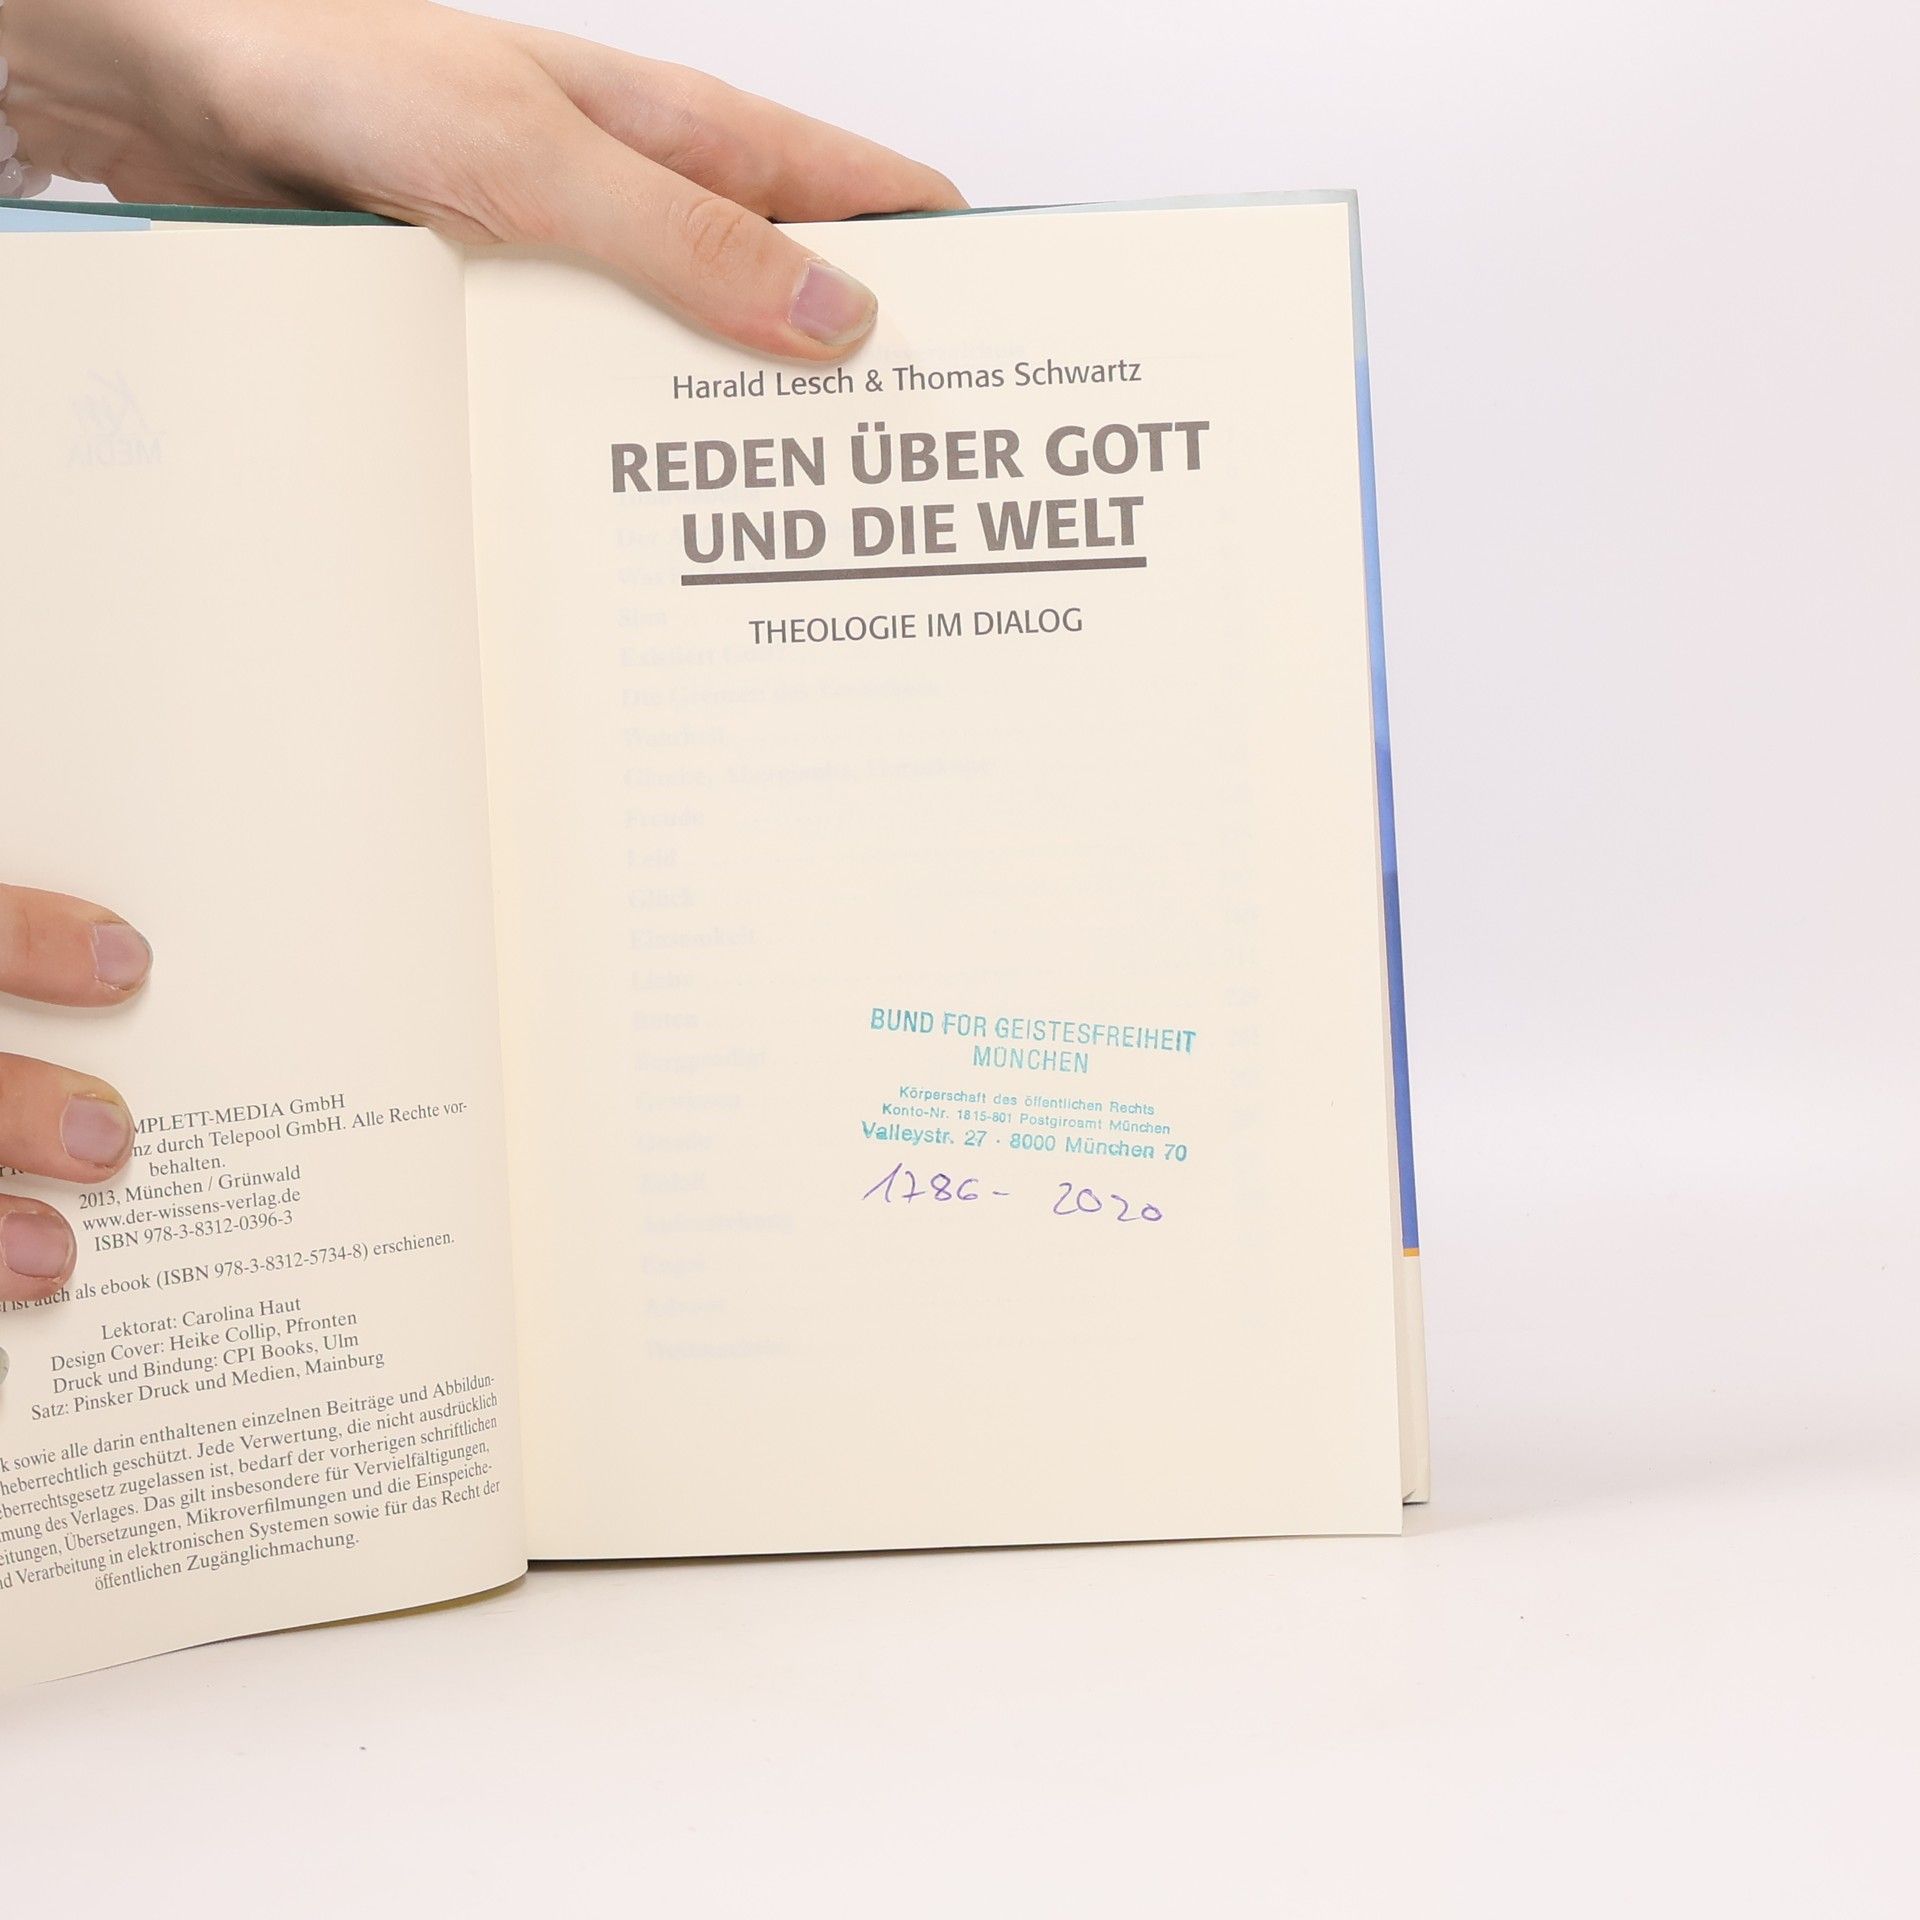 MPLETT-MEDIA GmbH
nz durch Telepool GmbH. Alle Rechte vor-
behalten.
2013, München / Grünwald
www.der-wissens-verlag.de
ISBN 978-3-8312-0396-3
ist auch als ebook (ISBN 978-3-8312-5734-8) erschienen.
Lektorat: Carolina Haut
Design Cover: Heike Collip, Pfronten
Druck und Bindung: CPI Books, Ulm
Satz: Pinsker Druck und Medien, Mainburg
k sowie alle darin enthaltenen einzelnen Beiträge und Abbildun-
heberrechtlich geschützt. Jede Verwertung, die nicht ausdrücklich
eberrechtsgesetz zugelassen ist, bedarf der vorherigen schriftlichen
mung des Verlages. Das gilt insbesondere für Vervielfältigungen,
eitungen, Übersetzungen, Mikroverfilmungen und die Einspeiche-
d Verarbeitung in elektronischen Systemen sowie für das Recht der
öffentlichen Zugänglichmachung.
Harald Lesch & Thomas Schwartz
REDEN ÜBER GOTT
UND DIE WELT
THEOLOGIE IM DIALOG
BUND FÜR GEISTESFREIHEIT
MÜNCHEN
Körperschaft des öffentlichen Rechts
Konto-Nr. 1815-801 Postgiroamt München
Valleystr. 27 · 8000 München 70
1786 - 2020